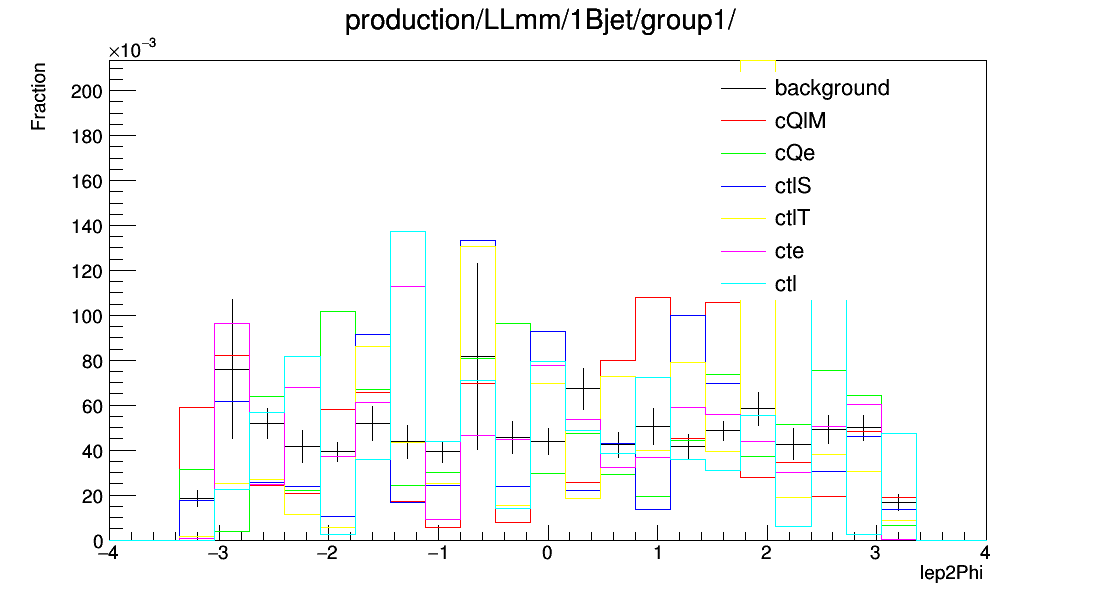 production/LLmm/1Bjet/group1/
×10⁻³
Fraction
200
180
160
140
120
100
80
60
40
20
0
background
cQlM
cQe
ctlS
ctlT
cte
ctl
−4 −3 −2 −1 0 1 2 3 4
lep2Phi